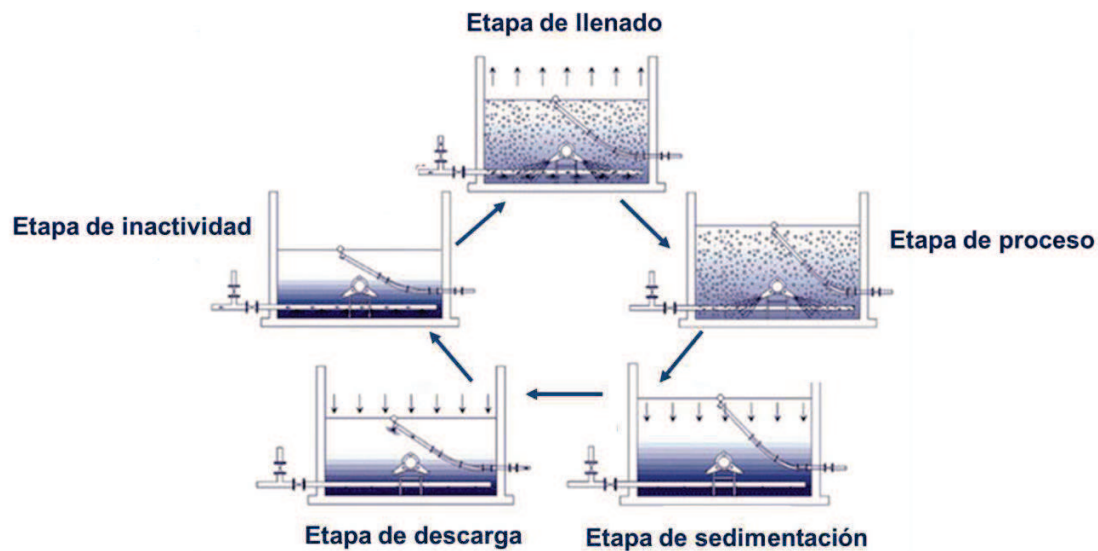 Etapa de llenado
Etapa de inactividad
Etapa de proceso
Etapa de descarga
Etapa de sedimentación